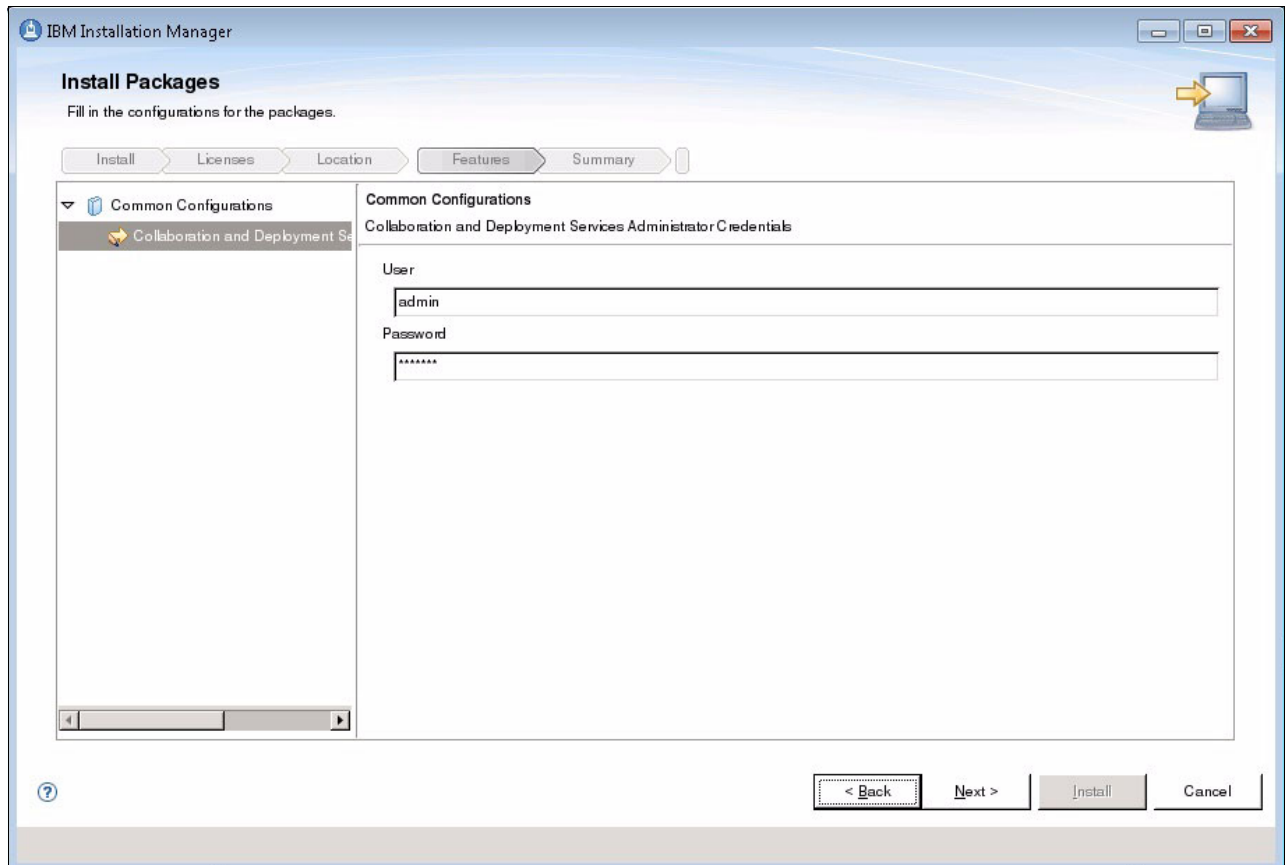 IBM Installation Manager
Install Packages
Fill in the configurations for the packages.
Install Licenses Location Features Summary
Common Configurations
Collaboration and Deployment Se
Common Configurations
Collaboration and Deployment Services Administrator Credentials
User
admin
Password
*******
?
< Back Next > Install Cancel